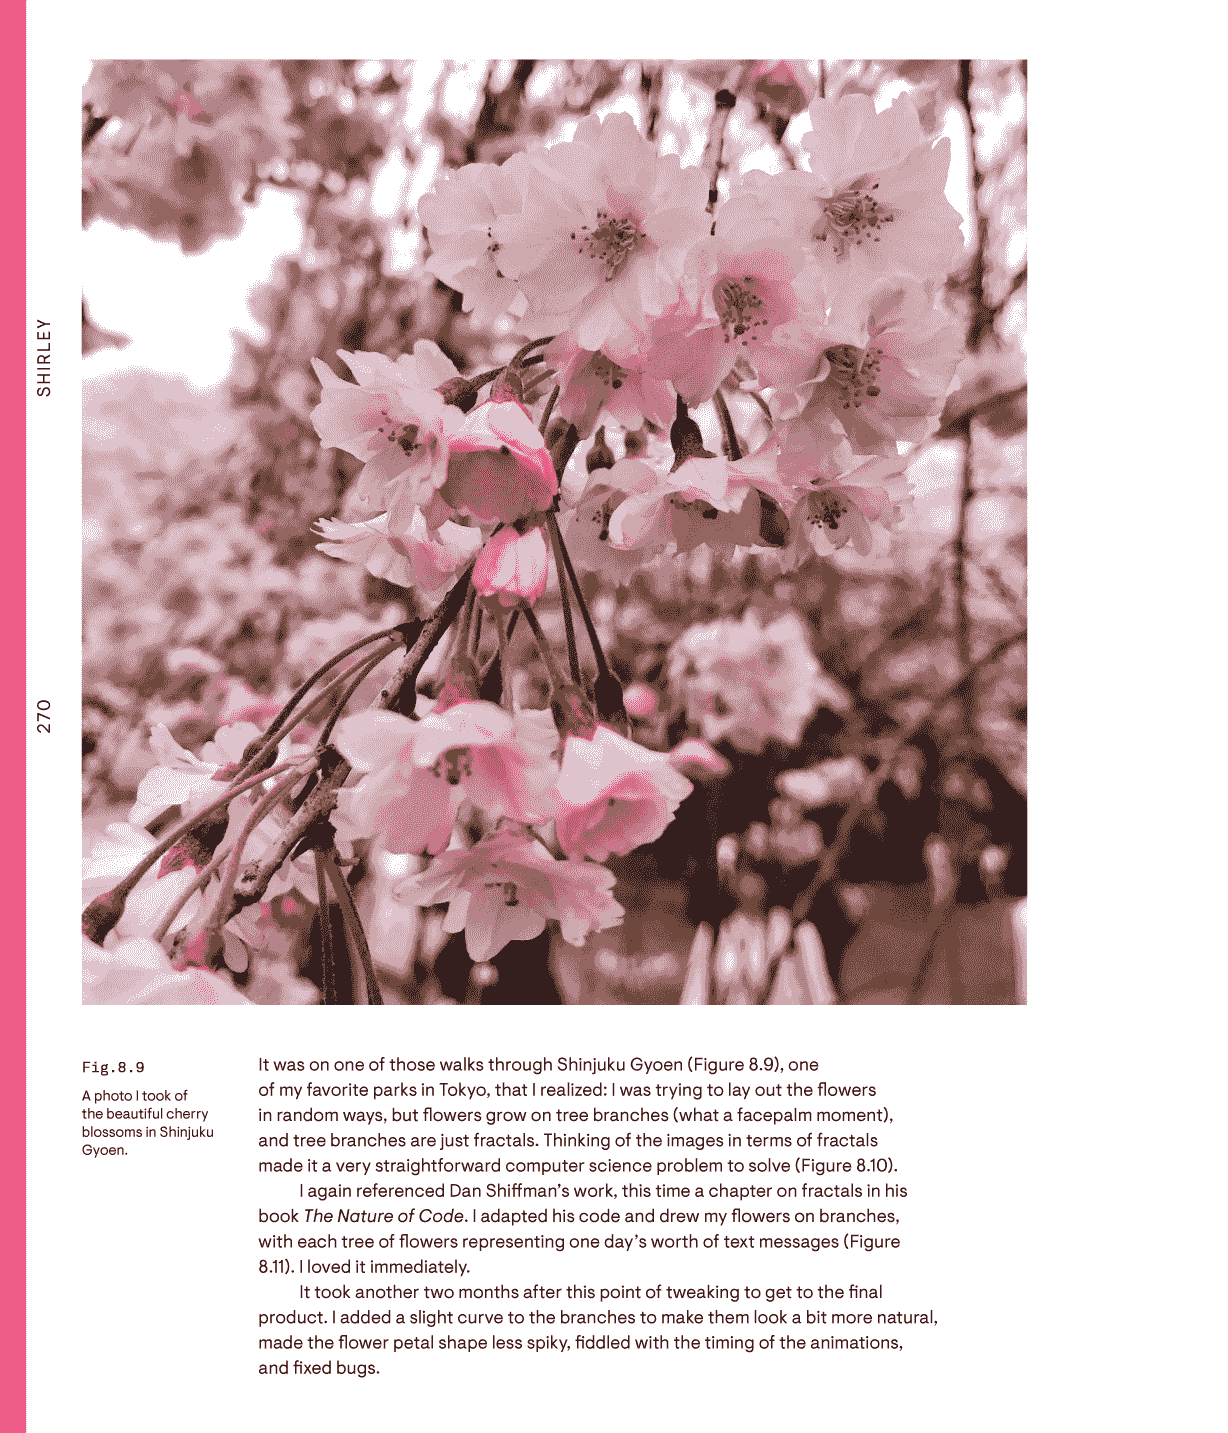 SHIRLEY
270
Fig.8.9
A photo I took of
the beautiful cherry
blossoms in Shinjuku
Gyoen.
It was on one of those walks through Shinjuku Gyoen (Figure 8.9), one
of my favorite parks in Tokyo, that I realized: I was trying to lay out the flowers
in random ways, but flowers grow on tree branches (what a facepalm moment),
and tree branches are just fractals. Thinking of the images in terms of fractals
made it a very straightforward computer science problem to solve (Figure 8.10).
I again referenced Dan Shiffman’s work, this time a chapter on fractals in his
book The Nature of Code. I adapted his code and drew my flowers on branches,
with each tree of flowers representing one day’s worth of text messages (Figure
8.11). I loved it immediately.
It took another two months after this point of tweaking to get to the final
product. I added a slight curve to the branches to make them look a bit more natural,
made the flower petal shape less spiky, fiddled with the timing of the animations,
and fixed bugs.